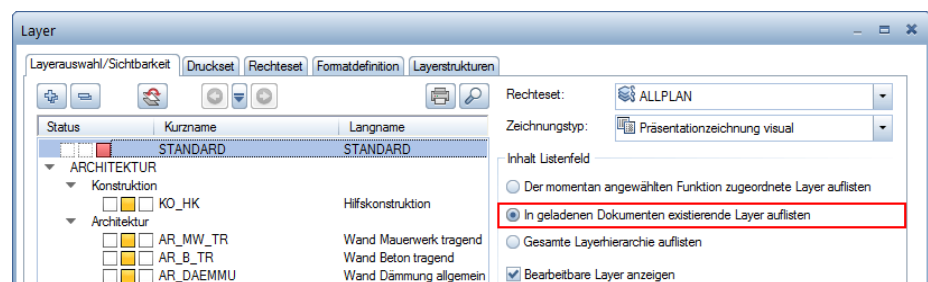 Layer
Layerauswahl/Sichtbarkeit Druckset Rechteset Formatdefinition Layerstrukturen
Rechteset: ALLPLAN
Zeichnungstyp: Präsentationzeichnung visual
Status Kurzname Langname
STANDARD STANDARD
ARCHITEKTUR
Konstruktion
KO_HK Hilfskonstruktion
Architektur
AR_MW_TR Wand Mauerwerk tragend
AR_B_TR Wand Beton tragend
AR_DAEMMU Wand Dämmung allgemein
Inhalt Listenfeld
Der momentan angewählten Funktion zugeordnete Layer auflisten
In geladenen Dokumenten existierende Layer auflisten
Gesamte Layerhierarchie auflisten
Bearbeitbare Layer anzeigen